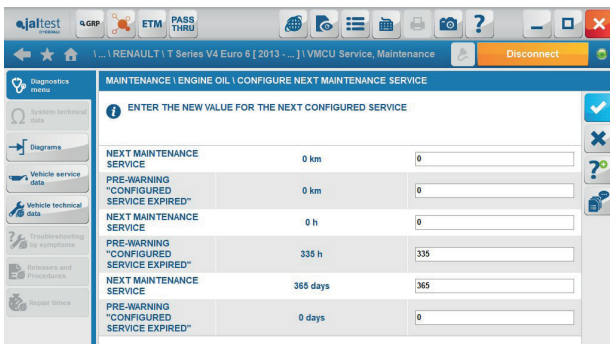 ajaltest
GRP
ETM
PASS
THRU
?
\ ... \ RENAULT \ T Series V4 Euro 6 [ 2013 - ... ] \ VMCU Service, Maintenance
Disconnect
Diagnostics
menu
System technical
data
Diagrams
Vehicle service
data
Vehicle technical
data
Troubleshooting
by symptoms
Releases and
Procedures
Repair times
MAINTENANCE \ ENGINE OIL \ CONFIGURE NEXT MAINTENANCE SERVICE
ENTER THE NEW VALUE FOR THE NEXT CONFIGURED SERVICE
NEXT MAINTENANCE
SERVICE
0 km
0
PRE-WARNING
"CONFIGURED
SERVICE EXPIRED"
0 km
0
NEXT MAINTENANCE
SERVICE
0 h
0
PRE-WARNING
"CONFIGURED
SERVICE EXPIRED"
335 h
335
NEXT MAINTENANCE
SERVICE
365 days
365
PRE-WARNING
"CONFIGURED
SERVICE EXPIRED"
0 days
0